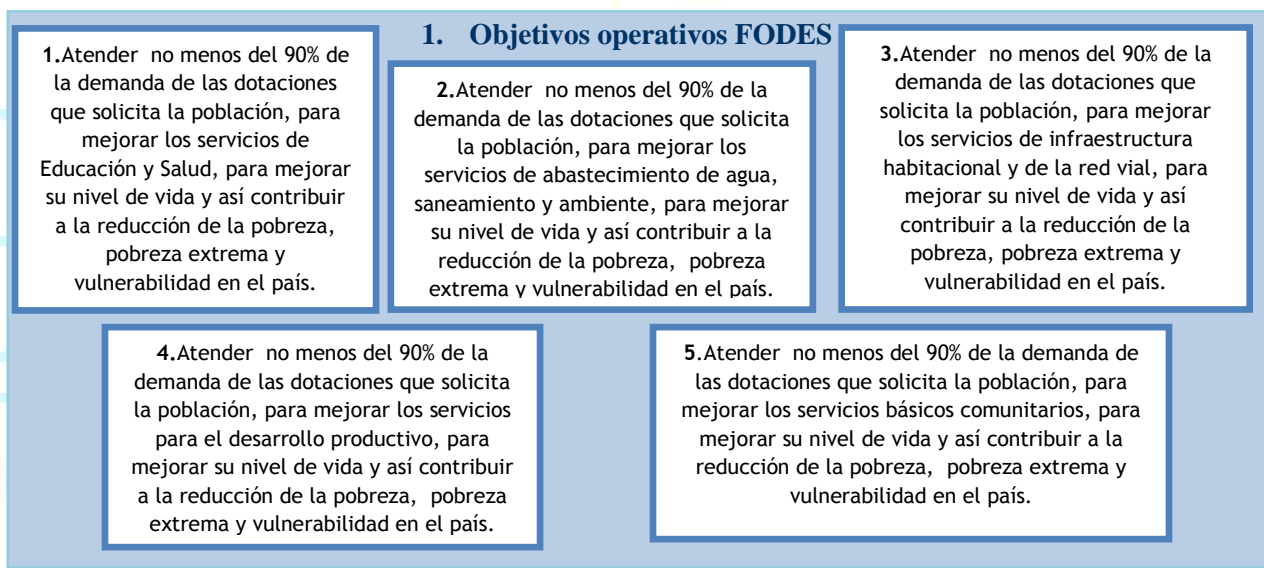 1. Objetivos operativos FODES
1.Atender no menos del 90% de
la demanda de las dotaciones
que solicita la población, para
mejorar los servicios de
Educación y Salud, para mejorar
su nivel de vida y así contribuir
a la reducción de la pobreza,
pobreza extrema y
vulnerabilidad en el país.
2.Atender no menos del 90% de la
demanda de las dotaciones que solicita
la población, para mejorar los
servicios de abastecimiento de agua,
saneamiento y ambiente, para mejorar
su nivel de vida y así contribuir a la
reducción de la pobreza, pobreza
extrema y vulnerabilidad en el país.
3.Atender no menos del 90% de la
demanda de las dotaciones que
solicita la población, para mejorar
los servicios de infraestructura
habitacional y de la red vial, para
mejorar su nivel de vida y así
contribuir a la reducción de la
pobreza, pobreza extrema y
vulnerabilidad en el país.
4.Atender no menos del 90% de la
demanda de las dotaciones que solicita
la población, para mejorar los servicios
para el desarrollo productivo, para
mejorar su nivel de vida y así contribuir
a la reducción de la pobreza, pobreza
extrema y vulnerabilidad en el país.
5.Atender no menos del 90% de la demanda de
las dotaciones que solicita la población, para
mejorar los servicios básicos comunitarios, para
mejorar su nivel de vida y así contribuir a la
reducción de la pobreza, pobreza extrema y
vulnerabilidad en el país.